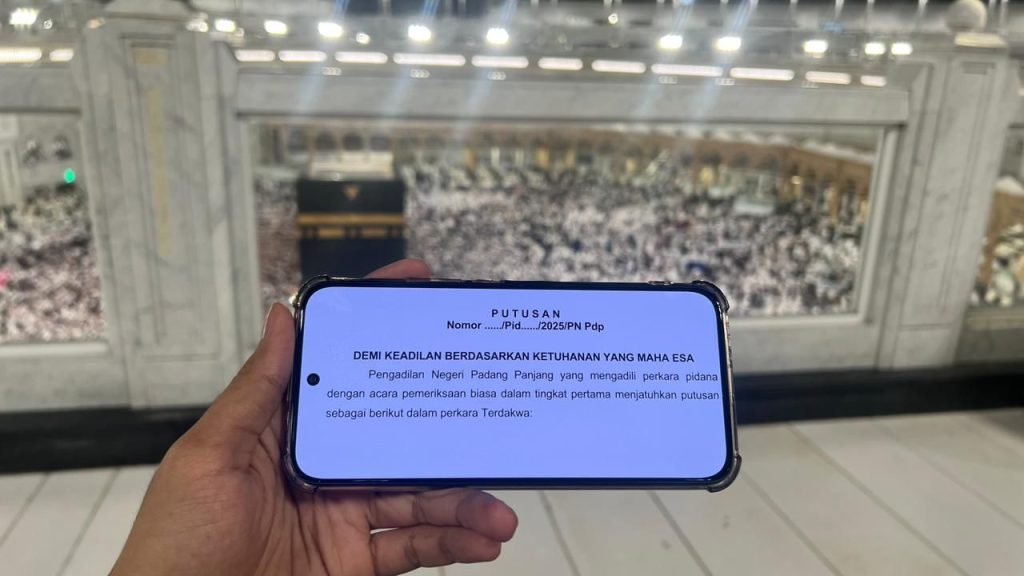 P U T U S A N
Nomor ....../Pid....../2025/PN Pdp
DEMI KEADILAN BERDASARKAN KETUHANAN YANG MAHA ESA
Pengadilan Negeri Padang Panjang yang mengadili perkara pidana
dengan acara pemeriksaan biasa dalam tingkat pertama menjatuhkan putusan
sebagai berikut dalam perkara Terdakwa: